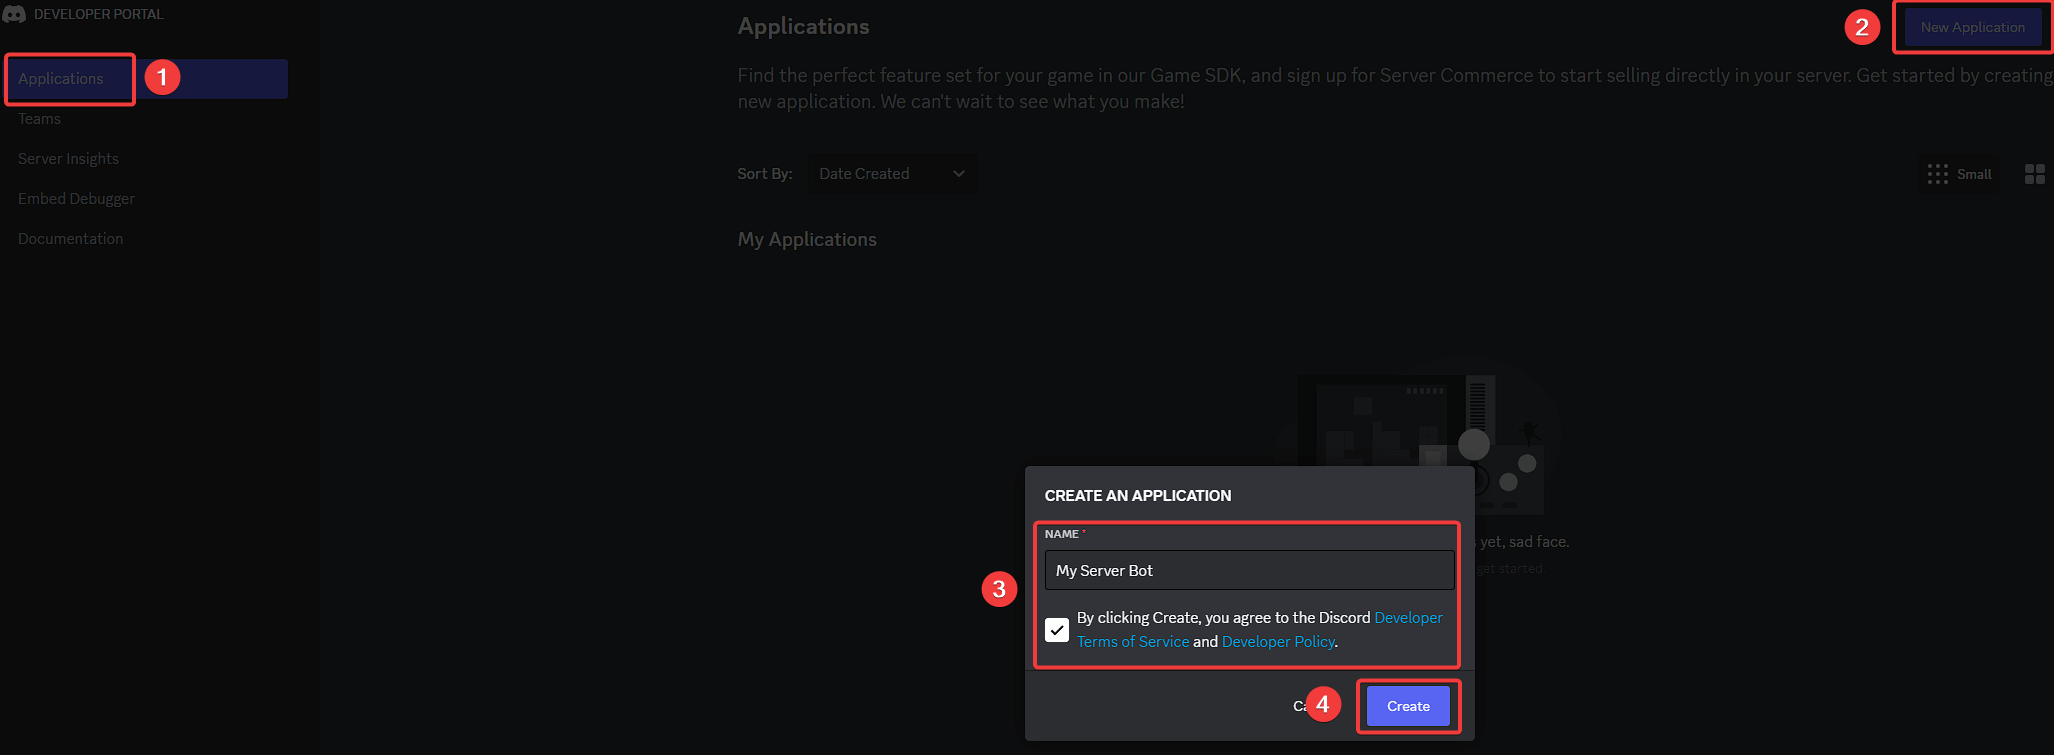 DEVELOPER PORTAL
Applications
1
Teams
Server Insights
Embed Debugger
Documentation
Applications
2
New Application
Find the perfect feature set for your game in our Game SDK, and sign up for Server Commerce to start selling directly in your server. Get started by creating
new application. We can't wait to see what you make!
Sort By:
Date Created
Small
My Applications
yet, sad face.
get started.
CREATE AN APPLICATION
NAME *
My Server Bot
3
By clicking Create, you agree to the Discord Developer
Terms of Service and Developer Policy.
4
Create